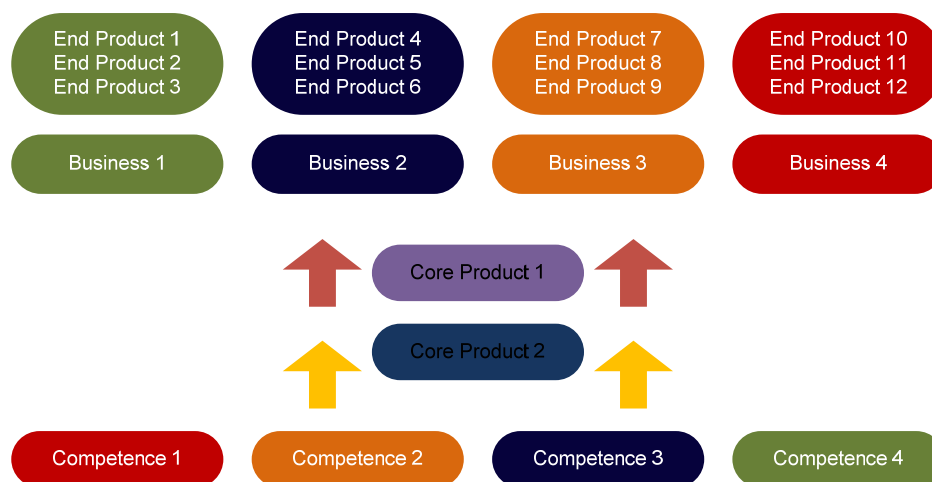 End Product 1
End Product 2
End Product 3
End Product 4
End Product 5
End Product 6
End Product 7
End Product 8
End Product 9
End Product 10
End Product 11
End Product 12
Business 1
Business 2
Business 3
Business 4
Core Product 1
Core Product 2
Competence 1
Competence 2
Competence 3
Competence 4